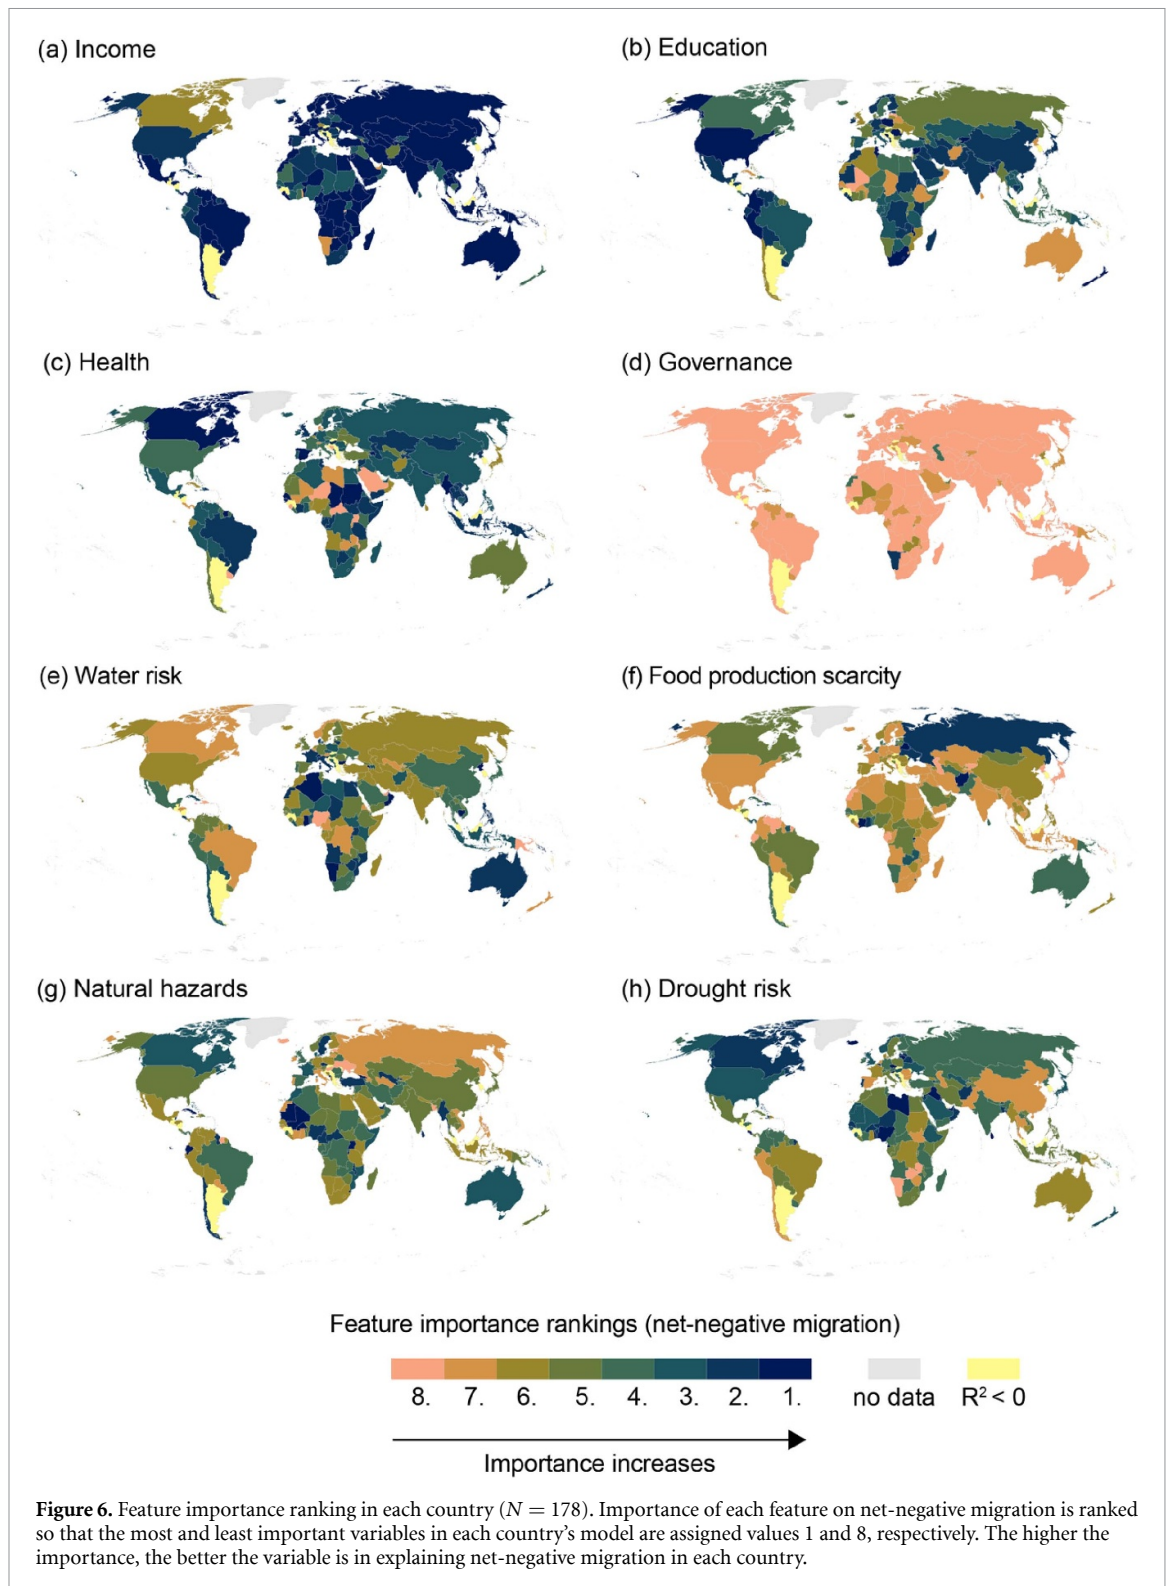 (a) Income
(b) Education
(c) Health
(d) Governance
(e) Water risk
(f) Food production scarcity
(g) Natural hazards
(h) Drought risk
Feature importance rankings (net-negative migration)
8. 7. 6. 5. 4. 3. 2. 1. no data R² < 0
Importance increases
Figure 6. Feature importance ranking in each country (N = 178). Importance of each feature on net-negative migration is ranked
so that the most and least important variables in each country's model are assigned values 1 and 8, respectively. The higher the
importance, the better the variable is in explaining net-negative migration in each country.